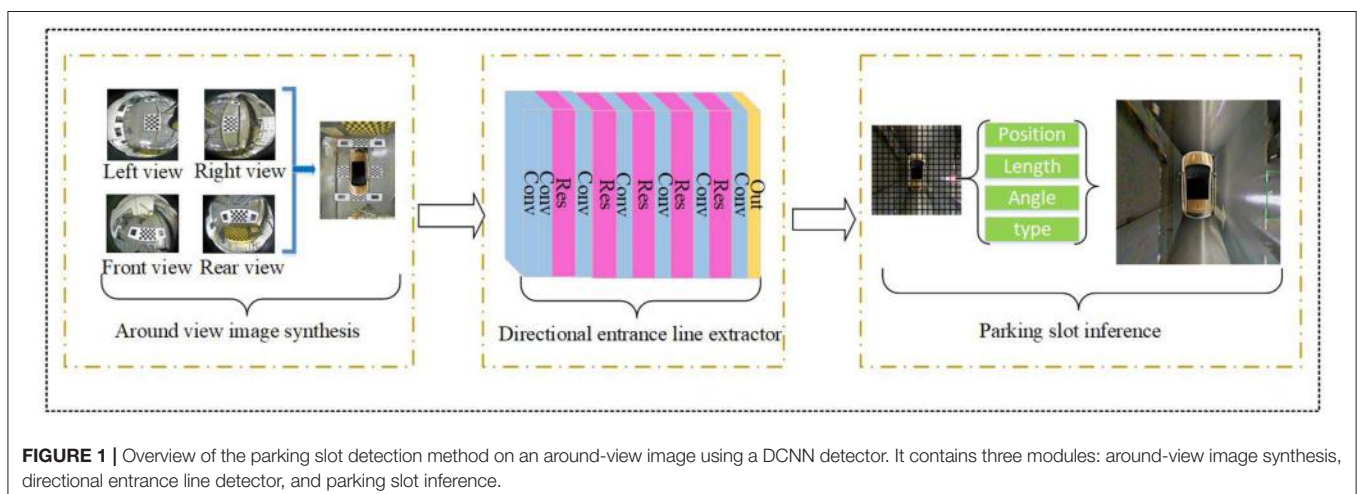 Left view Right view
Front view Rear view
Around view image synthesis
Conv
Conv
Res
Conv
Res
Conv
Res
Conv
Res
Conv
Res
Conv
Out
Directional entrance line extractor
Position
Length
Angle
type
Parking slot inference
FIGURE 1 | Overview of the parking slot detection method on an around-view image using a DCNN detector. It contains three modules: around-view image synthesis,
directional entrance line detector, and parking slot inference.